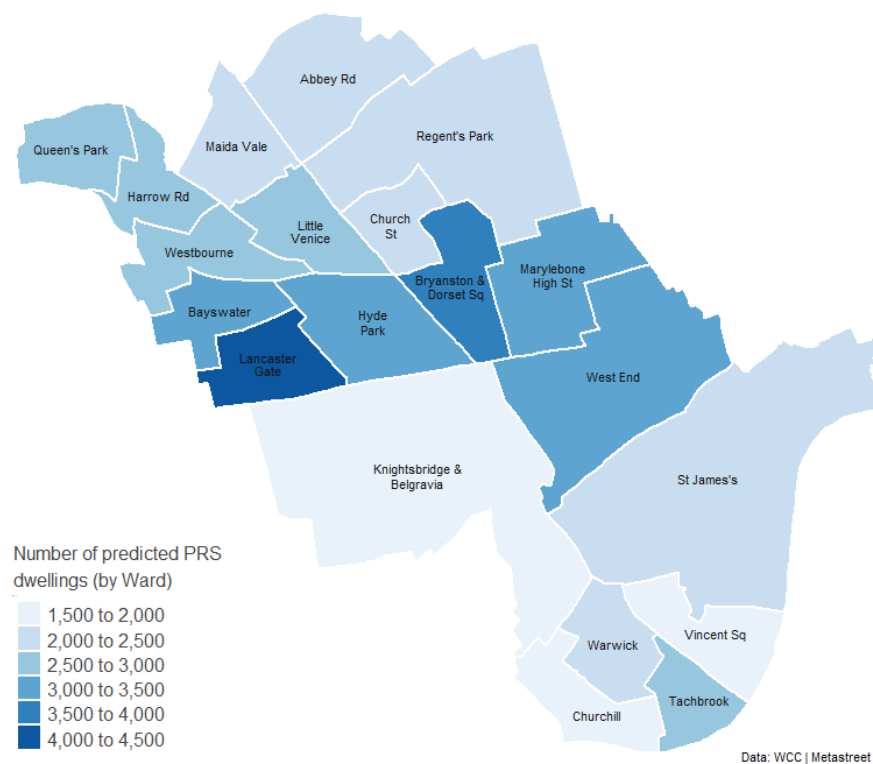 Abbey Rd
Regent's Park
Maida Vale
Queen's Park
Harrow Rd
Church
St
Little
Venice
Westbourne
Marylebone
High St
Bryanston &
Dorset Sq
Bayswater
Hyde
Park
Lancaster
Gate
West End
Knightsbridge &
Belgravia
St James's
Vincent Sq
Warwick
Tachbrook
Churchill
Number of predicted PRS
dwellings (by Ward)
1,500 to 2,000
2,000 to 2,500
2,500 to 3,000
3,000 to 3,500
3,500 to 4,000
4,000 to 4,500
Data: WCC | Metastreet